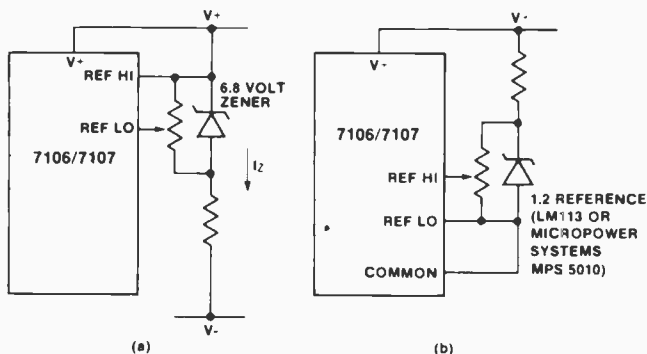 V+
V+
REF HI
6.8 VOLT
ZENER
REF LO
7106/7107
IZ
V-
(a)
V-
V-
7106/7107
REF HI
REF LO
COMMON
1.2 REFERENCE
(LM113 OR
MICROPOWER
SYSTEMS
MPS 5010)
(b)